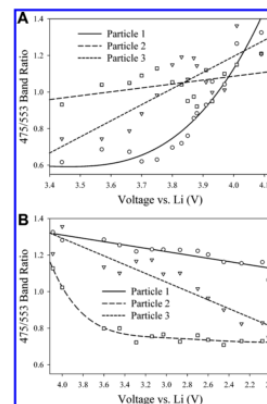 A
1.4
1.2
1.0
0.8
0.6
475/553 Band Ratio
Particle 1
Particle 2
Particle 3
3.4 3.5 3.6 3.7 3.8 3.9 4.0 4.1
Voltage vs. Li (V)
B
1.4
1.2
1.0
0.8
0.6
475/553 Band Ratio
Particle 1
Particle 3
Particle 2
4.0 3.8 3.6 3.4 3.2 3.0 2.8 2.6 2.4 2.2
Voltage vs. Li (V)